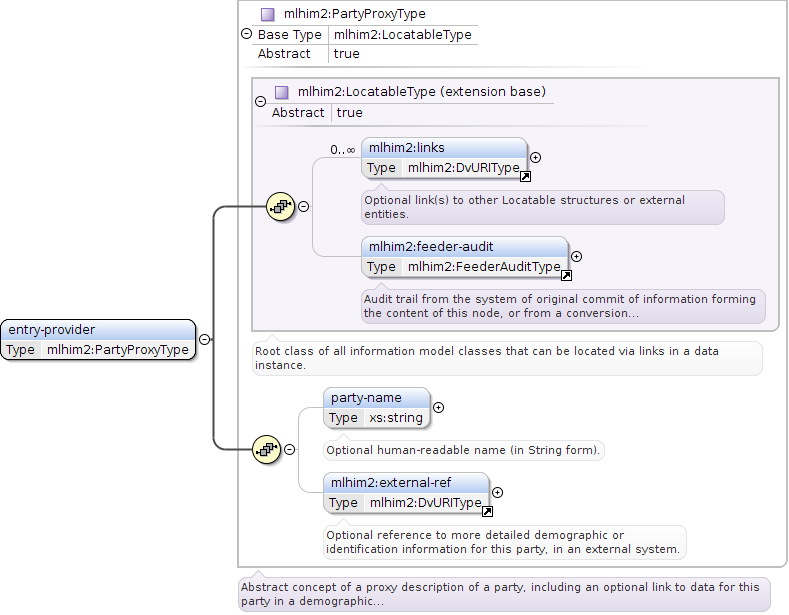 mlhim2:PartyProxyType
Base Type mlhim2:LocatableType
Abstract true
mlhim2:LocatableType (extension base)
Abstract true
0..∞
mlhim2:links
Type mlhim2:DvURIType
Optional link(s) to other Locatable structures or external
entities.
mlhim2:feeder-audit
Type mlhim2:FeederAuditType
Audit trail from the system of original commit of information forming
the content of this node, or from a conversion...
entry-provider
Type mlhim2:PartyProxyType
Root class of all information model classes that can be located via links in a data
instance.
party-name
Type xs:string
Optional human-readable name (in String form).
mlhim2:external-ref
Type mlhim2:DvURIType
Optional reference to more detailed demographic or
identification information for this party, in an external system.
Abstract concept of a proxy description of a party, including an optional link to data for this
party in a demographic...